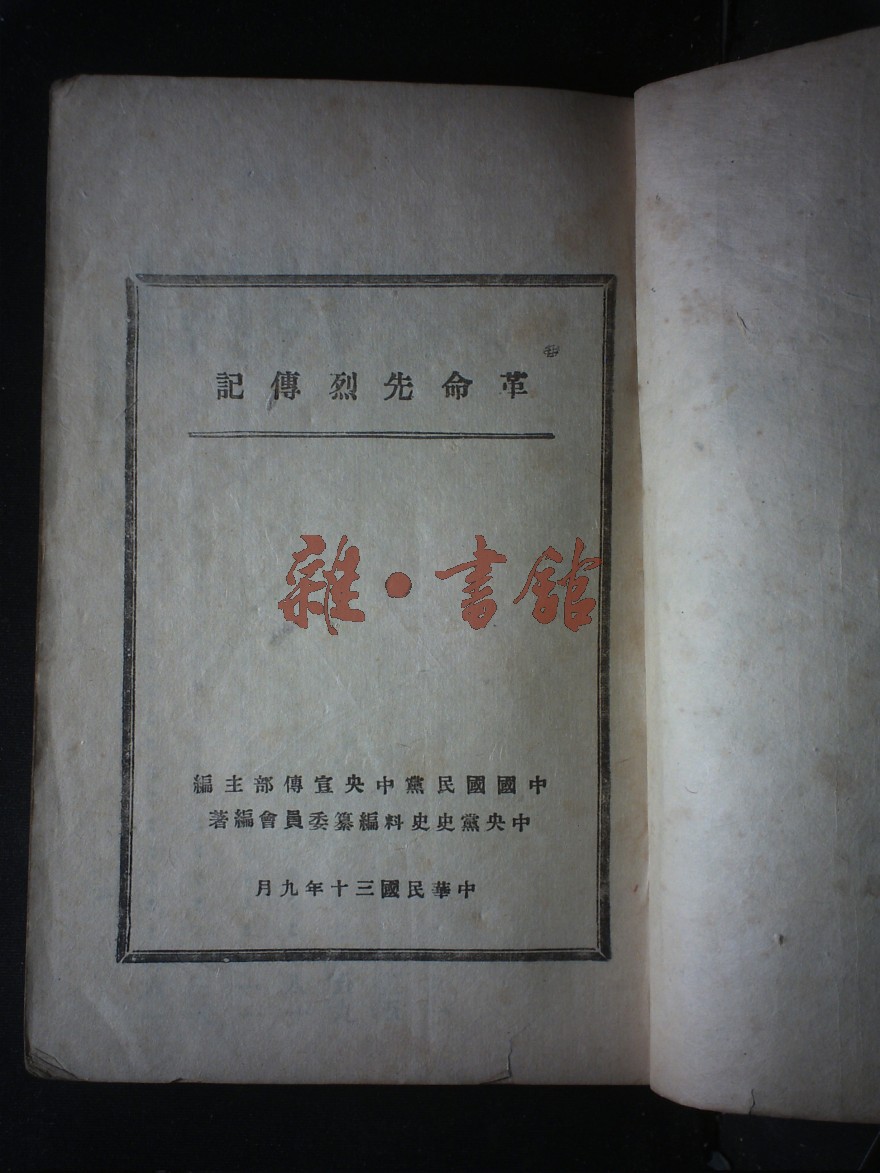 革命先烈傳記
雜·書舘
中國國民黨中央宣傳部主編
中央黨史史料編纂委員會編著
中華民國三十年九月